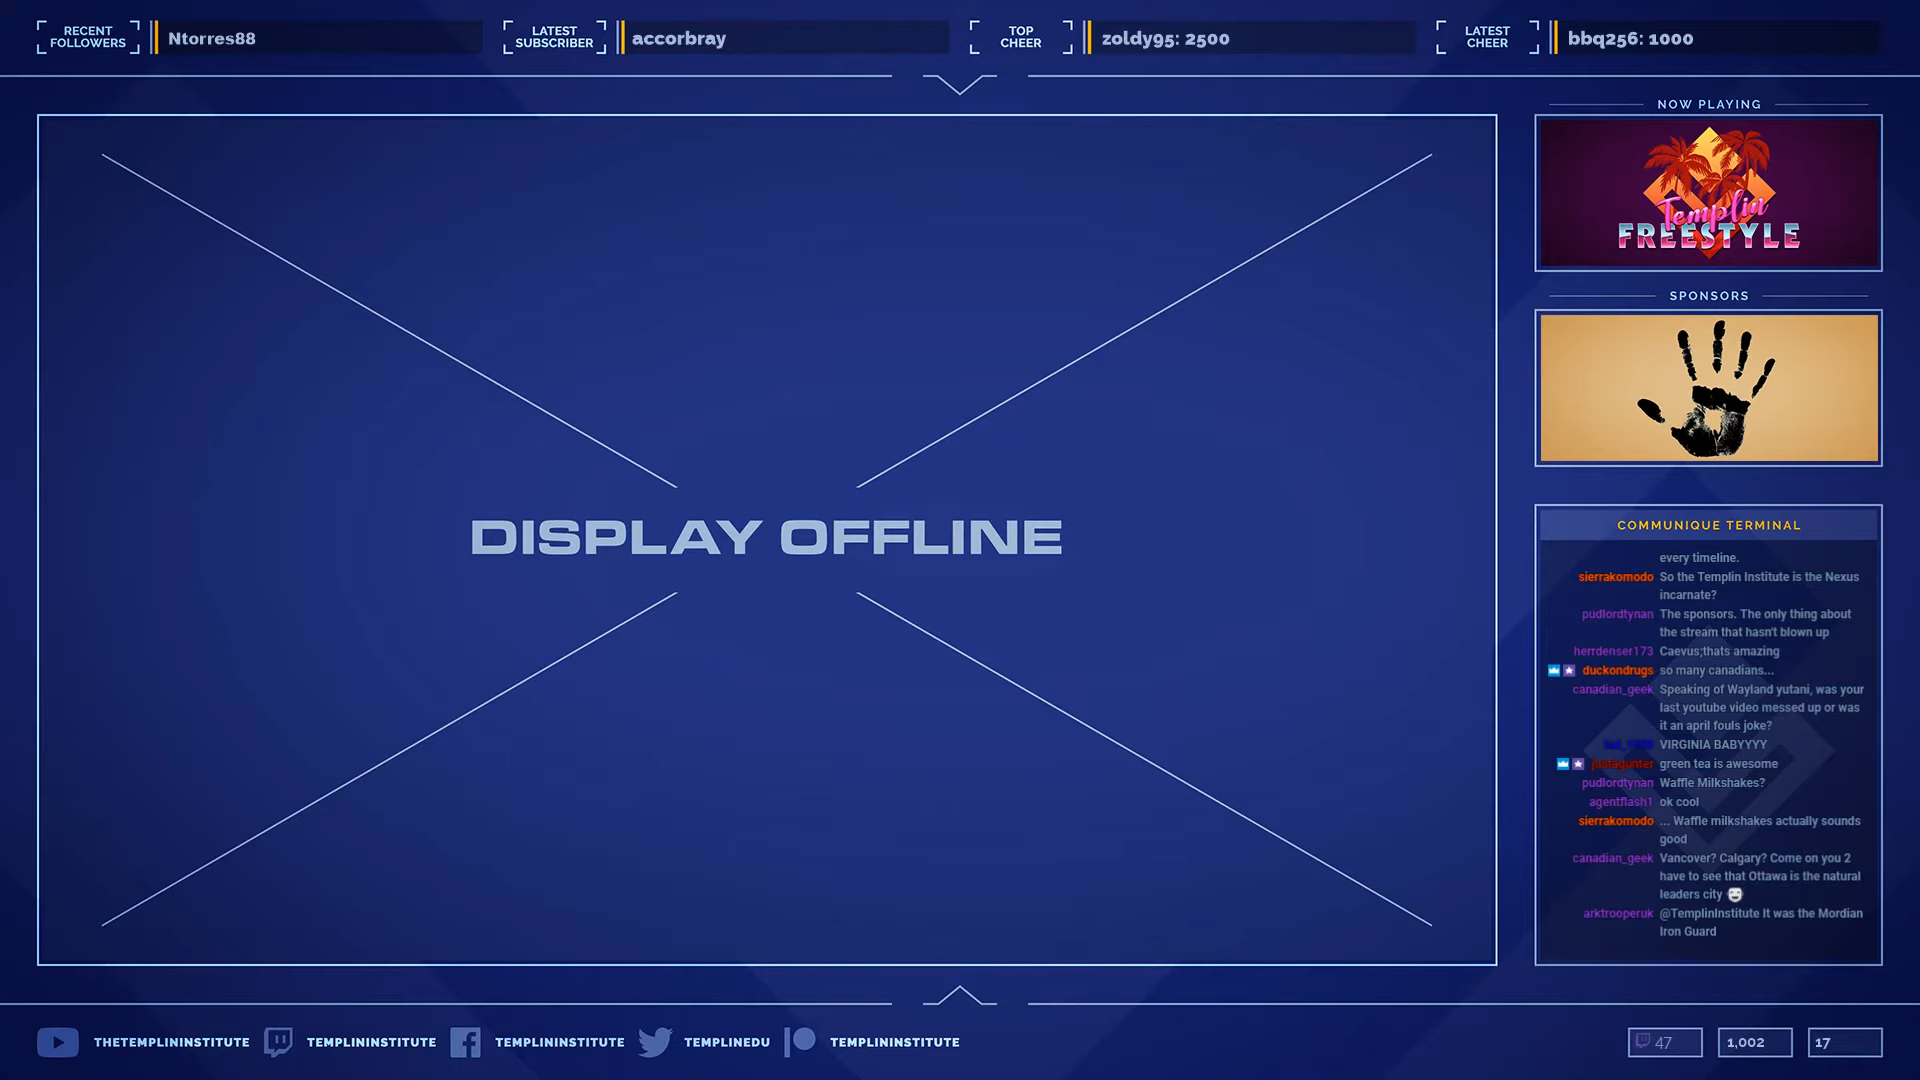 RECENT
FOLLOWERS
Ntorres88
LATEST
SUBSCRIBER
accorbray
TOP
CHEER
zoldy95: 2500
LATEST
CHEER
bbq256: 1000
NOW PLAYING
Templin
FREESTYLE
SPONSORS
DISPLAY OFFLINE
COMMUNIQUE TERMINAL
every timeline.
sierrakomodo So the Templin Institute is the Nexus
incarnate?
pudlordtynan The sponsors. The only thing about
the stream that hasn't blown up
herrdenser173 Caevus;thats amazing
duckondrugs so many canadians...
canadian_geek Speaking of Wayland yutani, was your
last youtube video messed up or was
it an april fouls joke?
VIRGINIA BABYYYY
justagunter green tea is awesome
pudlordtynan Waffle Milkshakes?
agentflash1 ok cool
sierrakomodo ... Waffle milkshakes actually sounds
good
canadian_geek Vancover? Calgary? Come on you 2
have to see that Ottawa is the natural
leaders city
arktrooperuk @TemplinInstitute It was the Mordian
Iron Guard
THETEMPLININSTITUTE
TEMPLININSTITUTE
TEMPLININSTITUTE
TEMPLINEDU
TEMPLININSTITUTE
47
1,002
17